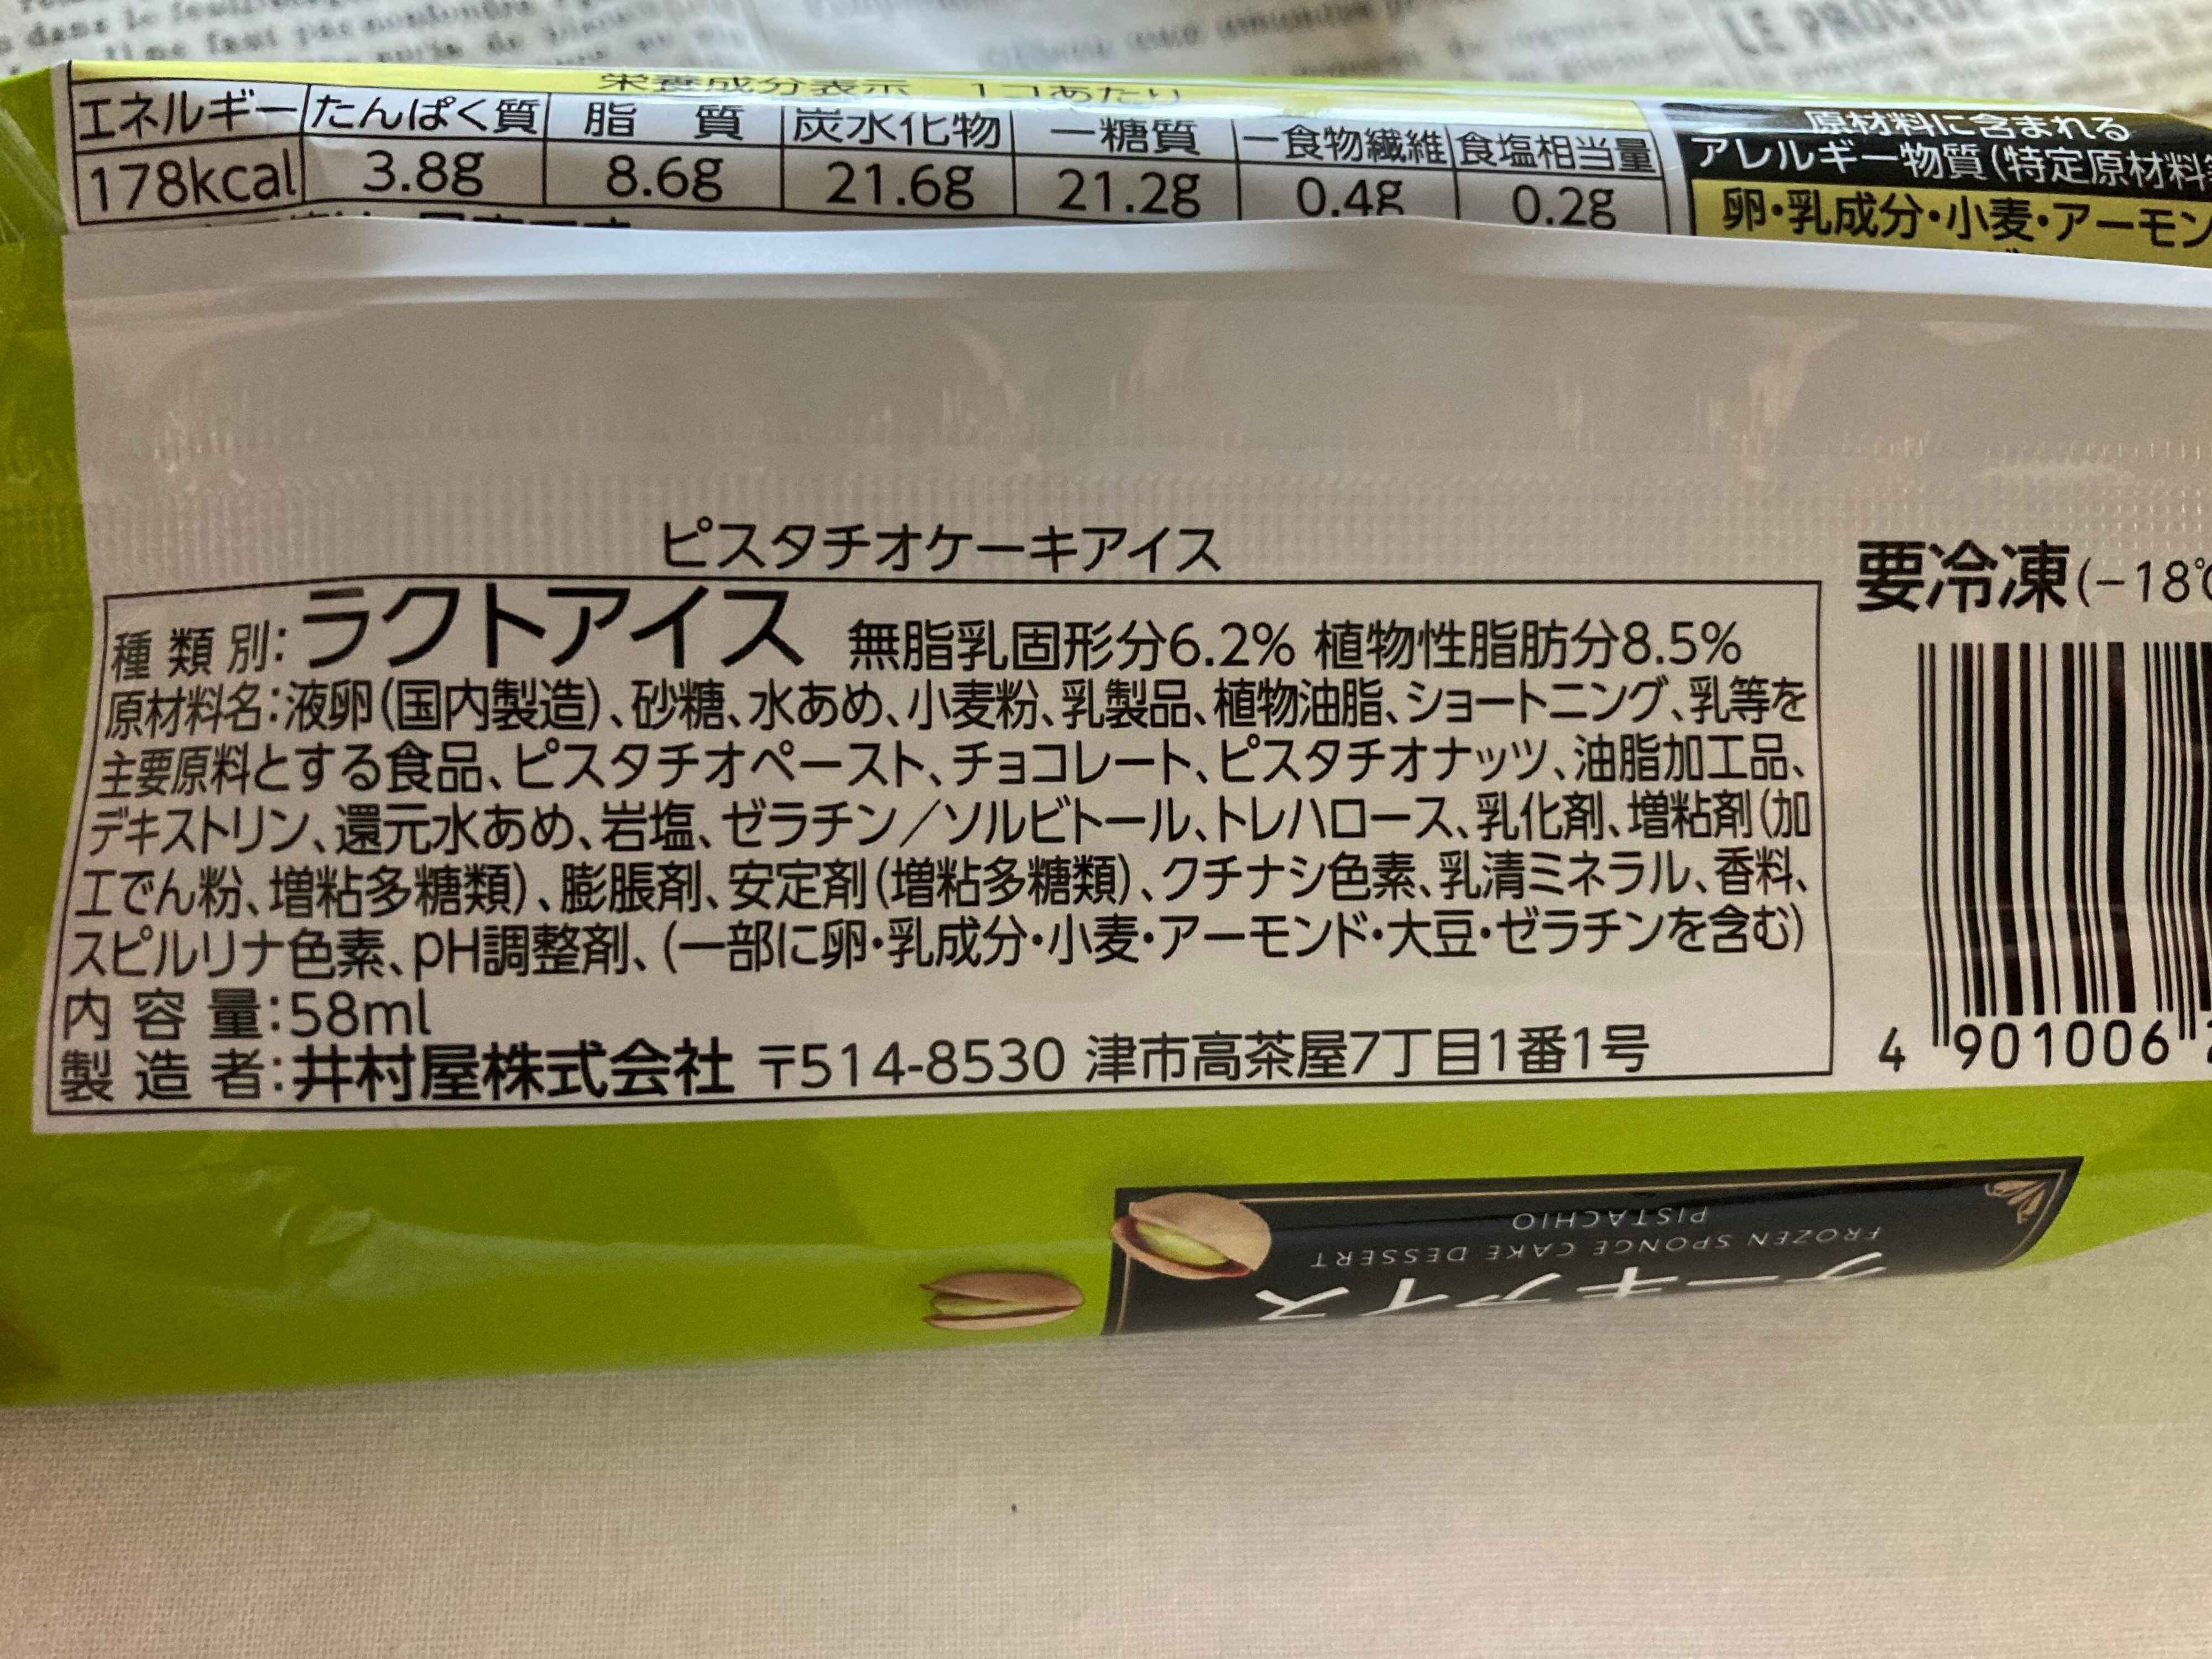 LE PROCÉDÉ
栄養成分表示 1コあたり
エネルギー たんぱく質 脂 質 炭水化物 ー糖質 ー食物繊維 食塩相当量
178kcal 3.8g 8.6g 21.6g 21.2g 0.4g 0.2g
原材料に含まれる
アレルギー物質(特定原材料
卵・乳成分・小麦・アーモン
ピスタチオケーキアイス
要冷凍(-18℃
種類別:ラクトアイス 無脂乳固形分6.2% 植物性脂肪分8.5%
原材料名:液卵(国内製造)、砂糖、水あめ、小麦粉、乳製品、植物油脂、ショートニング、乳等を
主要原料とする食品、ピスタチオペースト、チョコレート、ピスタチオナッツ、油脂加工品、
デキストリン、還元水あめ、岩塩、ゼラチン/ソルビトール、トレハロース、乳化剤、増粘剤(加
工でん粉、増粘多糖類)、膨脹剤、安定剤(増粘多糖類)、クチナシ色素、乳清ミネラル、香料、
スピルリナ色素、pH調整剤、(一部に卵・乳成分・小麦・アーモンド・大豆・ゼラチンを含む)
内容量:58ml
製造者:井村屋株式会社 〒514-8530 津市高茶屋7丁目1番1号
4 901006
PISTACHIO
FROZEN SPONGE CAKE DESSERT
ケーキアイス